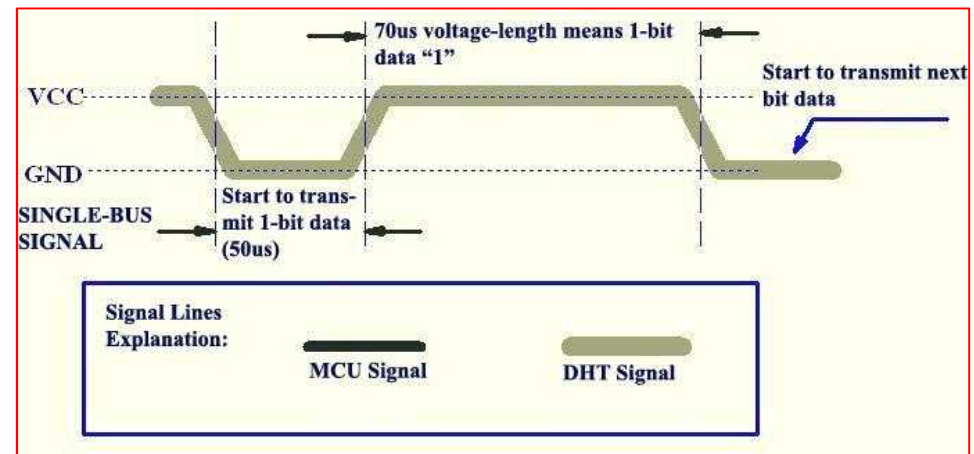 70us voltage-length means 1-bit
data “1”
Start to transmit next
bit data
VCC
GND
SINGLE-BUS
SIGNAL
Start to trans-
mit 1-bit data
(50us)
Signal Lines
Explanation:
MCU Signal
DHT Signal